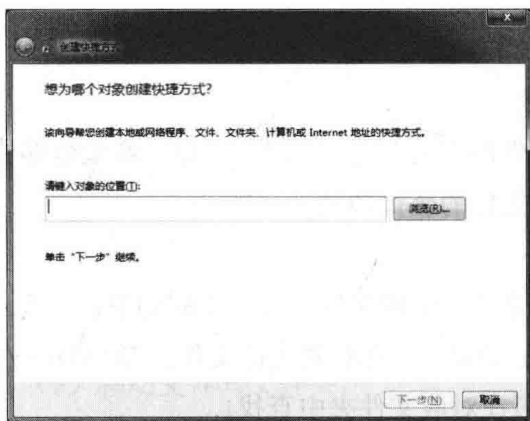 创建快捷方式
想为哪个对象创建快捷方式?
该向导帮您创建本地或网络程序、文件、文件夹、计算机或 Internet 地址的快捷方式。
请键入对象的位置(T):
浏览(R)...
单击“下一步”继续。
下一步(N)
取消